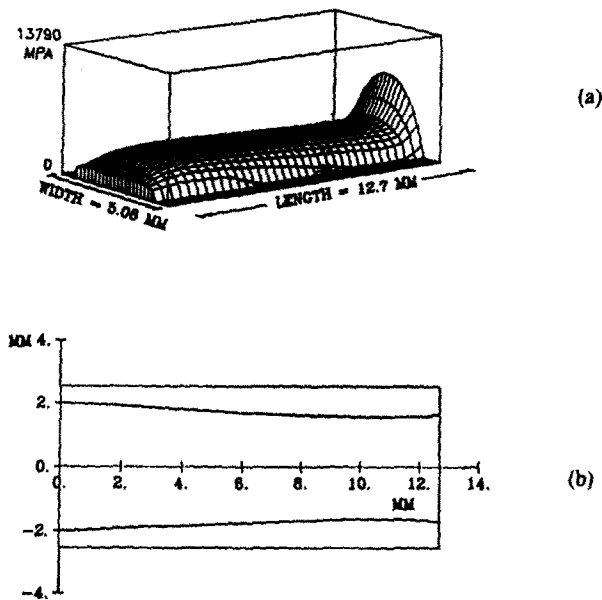 13790
MPA
(a)
0
WIDTH = 5.06 MM
LENGTH = 12.7 MM
MM 4.
2.
0.
0. 2. 4. 6. 8. 10. 12. 14.
MM
(b)
-2.
-4.